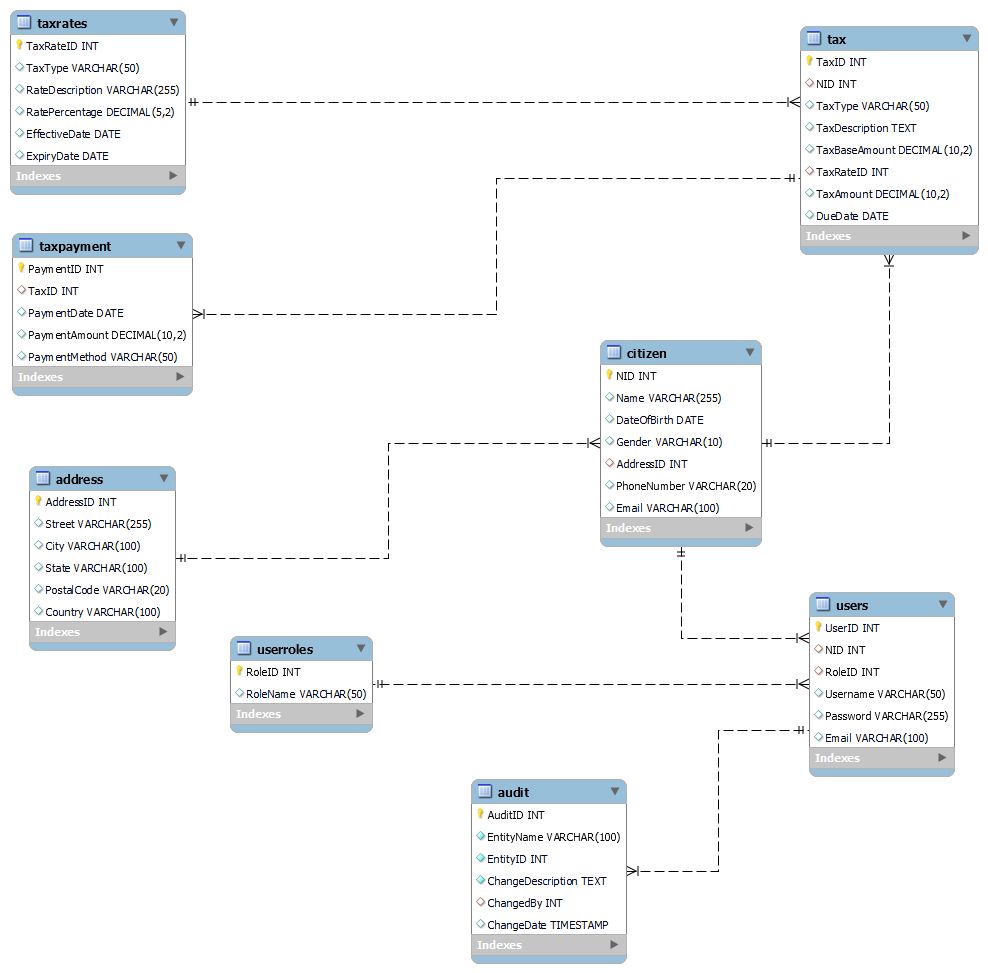 taxrates
TaxRateID INT
TaxType VARCHAR(50)
RateDescription VARCHAR(255)
RatePercentage DECIMAL(5,2)
EffectiveDate DATE
ExpiryDate DATE
Indexes
tax
TaxID INT
NID INT
TaxType VARCHAR(50)
TaxDescription TEXT
TaxBaseAmount DECIMAL(10,2)
TaxRateID INT
TaxAmount DECIMAL(10,2)
DueDate DATE
Indexes
taxpayment
PaymentID INT
TaxID INT
PaymentDate DATE
PaymentAmount DECIMAL(10,2)
PaymentMethod VARCHAR(50)
Indexes
citizen
NID INT
Name VARCHAR(255)
DateOfBirth DATE
Gender VARCHAR(10)
AddressID INT
PhoneNumber VARCHAR(20)
Email VARCHAR(100)
Indexes
address
AddressID INT
Street VARCHAR(255)
City VARCHAR(100)
State VARCHAR(100)
PostalCode VARCHAR(20)
Country VARCHAR(100)
Indexes
users
UserID INT
NID INT
RoleID INT
Username VARCHAR(50)
Password VARCHAR(255)
Email VARCHAR(100)
Indexes
userroles
RoleID INT
RoleName VARCHAR(50)
Indexes
audit
AuditID INT
EntityName VARCHAR(100)
EntityID INT
ChangeDescription TEXT
ChangedBy INT
ChangeDate TIMESTAMP
Indexes